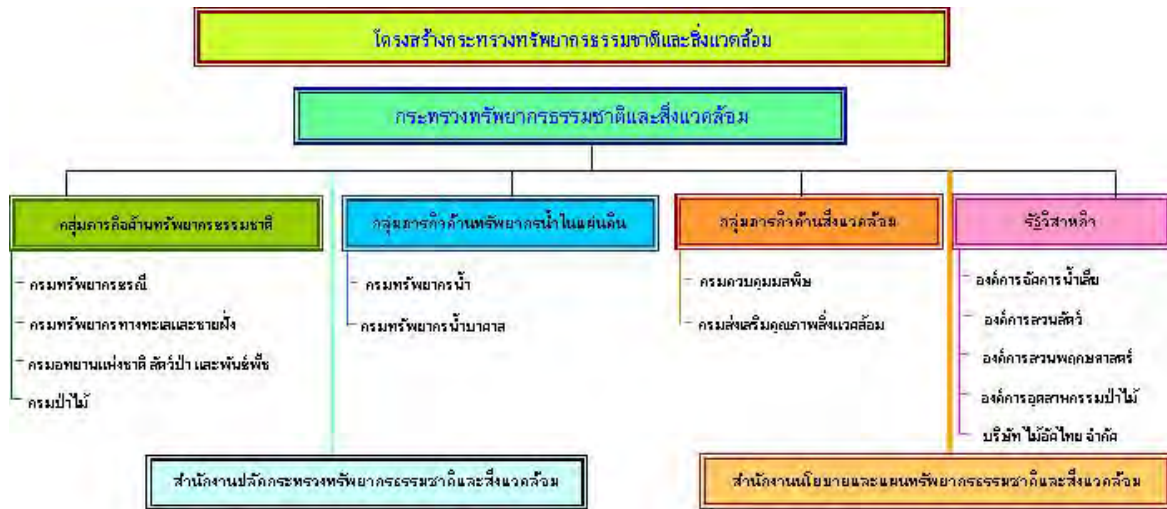 โครงสร้างกระทรวงทรัพยากรธรรมชาติและสิ่งแวดล้อม
กระทรวงทรัพยากรธรรมชาติและสิ่งแวดล้อม
กลุ่มภารกิจด้านทรัพยากรธรรมชาติ
กรมทรัพยากรธรณี
กรมทรัพยากรทางทะเลและชายฝั่ง
กรมอุทยานแห่งชาติ สัตว์ป่า และพันธุ์พืช
กรมป่าไม้
กลุ่มภารกิจด้านทรัพยากรน้ำในแผ่นดิน
กรมทรัพยากรน้ำ
กรมทรัพยากรน้ำบาดาล
กลุ่มภารกิจด้านสิ่งแวดล้อม
กรมควบคุมมลพิษ
กรมส่งเสริมคุณภาพสิ่งแวดล้อม
รัฐวิสาหกิจ
องค์การจัดการน้ำเสีย
องค์การสวนสัตว์
องค์การสวนพฤกษศาสตร์
องค์การอุตสาหกรรมป่าไม้
บริษัท ไม้อัดไทย จำกัด
สำนักงานปลัดกระทรวงทรัพยากรธรรมชาติและสิ่งแวดล้อม
สำนักงานนโยบายและแผนทรัพยากรธรรมชาติและสิ่งแวดล้อม